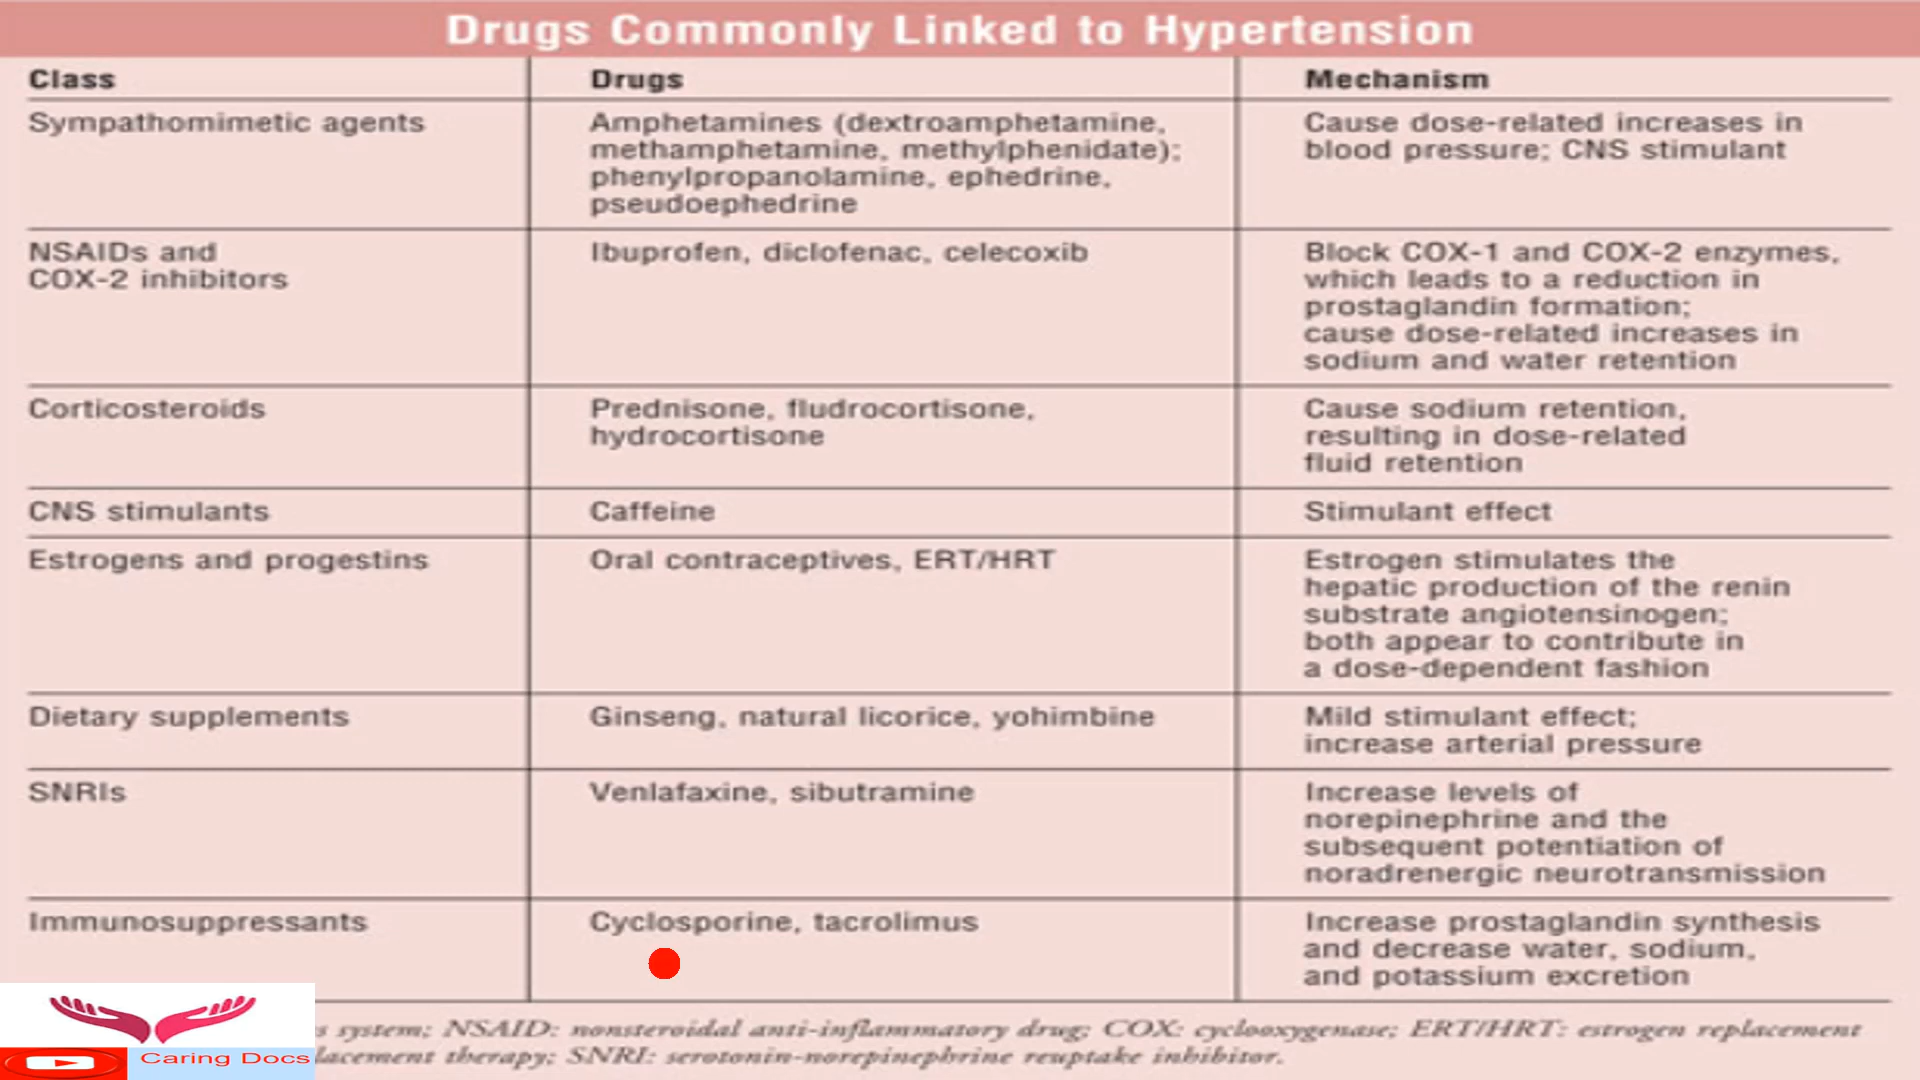 Drugs Commonly Linked to Hypertension
Class Drugs Mechanism
Sympathomimetic agents
Amphetamines (dextroamphetamine,
methamphetamine, methylphenidate);
phenylpropanolamine, ephedrine,
pseudoephedrine
Cause dose-related increases in
blood pressure; CNS stimulant
NSAIDs and
COX-2 inhibitors
Ibuprofen, diclofenac, celecoxib
Block COX-1 and COX-2 enzymes,
which leads to a reduction in
prostaglandin formation;
cause dose-related increases in
sodium and water retention
Corticosteroids
Prednisone, fludrocortisone,
hydrocortisone
Cause sodium retention,
resulting in dose-related
fluid retention
CNS stimulants
Caffeine
Stimulant effect
Estrogens and progestins
Oral contraceptives, ERT/HRT
Estrogen stimulates the
hepatic production of the renin
substrate angiotensinogen;
both appear to contribute in
a dose-dependent fashion
Dietary supplements
Ginseng, natural licorice, yohimbine
Mild stimulant effect;
increase arterial pressure
SNRIs
Venlafaxine, sibutramine
Increase levels of
norepinephrine and the
subsequent potentiation of
noradrenergic neurotransmission
Immunosuppressants
Cyclosporine, tacrolimus
Increase prostaglandin synthesis
and decrease water, sodium,
and potassium excretion
s system; NSAID: nonsteroidal anti-inflammatory drug; COX: cyclooxygenase; ERT/HRT: estrogen replacement
lacement therapy; SNRI: serotonin-norepinephrine reuptake inhibitor.
Caring Docs